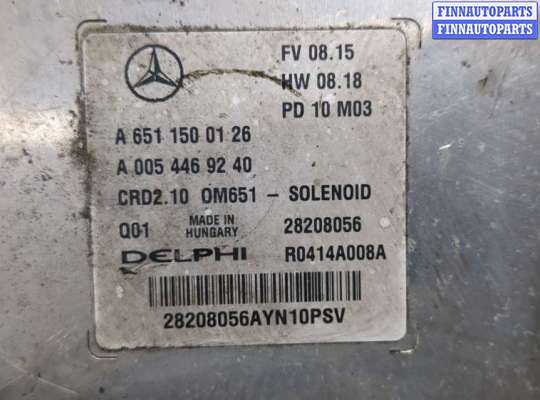 FINNAUTOPARTS
FINNAUTOPARTS
FV 08.15
HW 08.18
PD 10 M03
A 651 150 01 26
A 005 446 92 40
CRD2.10 OM651 – SOLENOID
Q01 MADE IN HUNGARY 28208056
DELPHI R0414A008A
28208056AYN10PSV